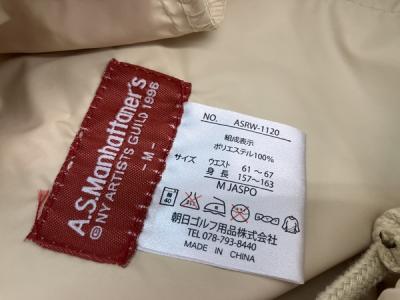 A.S.Manhattaner's
© NY ARTISTS GUILD 1996
- M -
NO. ASRW-1120
組成表示
ポリエステル100%
サイズ ウエスト 61 ～ 67
身 長 157～163
M JASPO
40
朝日ゴルフ用品株式会社
TEL 078-793-8440
MADE IN CHINA